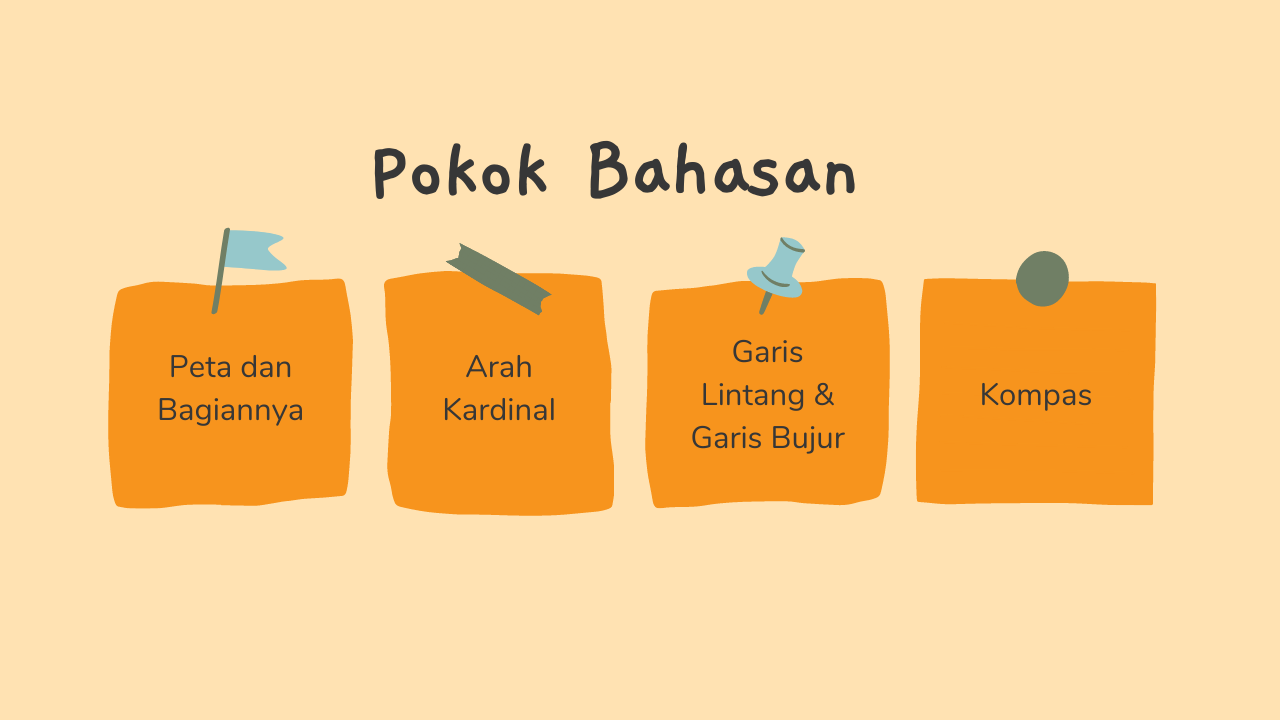 Pokok Bahasan
Peta dan
Bagiannya
Arah
Kardinal
Garis
Lintang &
Garis Bujur
Kompas